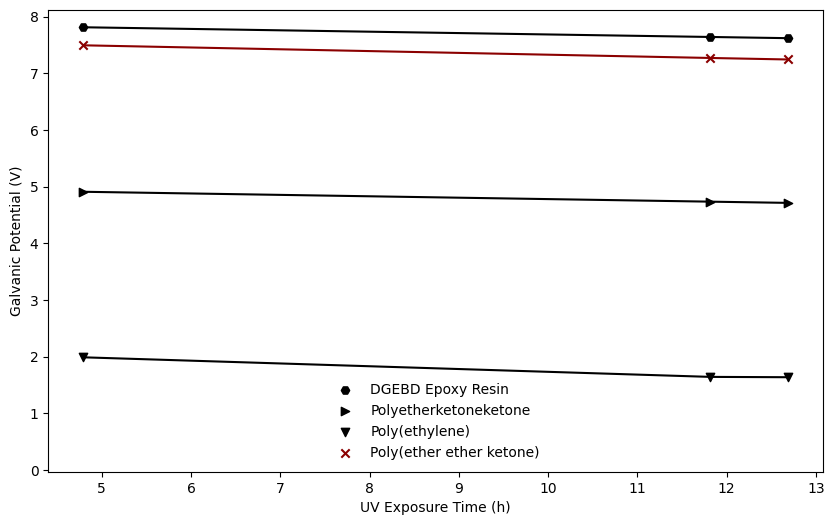 8
7
6
5
4
3
2
1
0
Galvanic Potential (V)
DGEBD Epoxy Resin
Polyetherketoneketone
Poly(ethylene)
Poly(ether ether ketone)
5 6 7 8 9 10 11 12 13
UV Exposure Time (h)